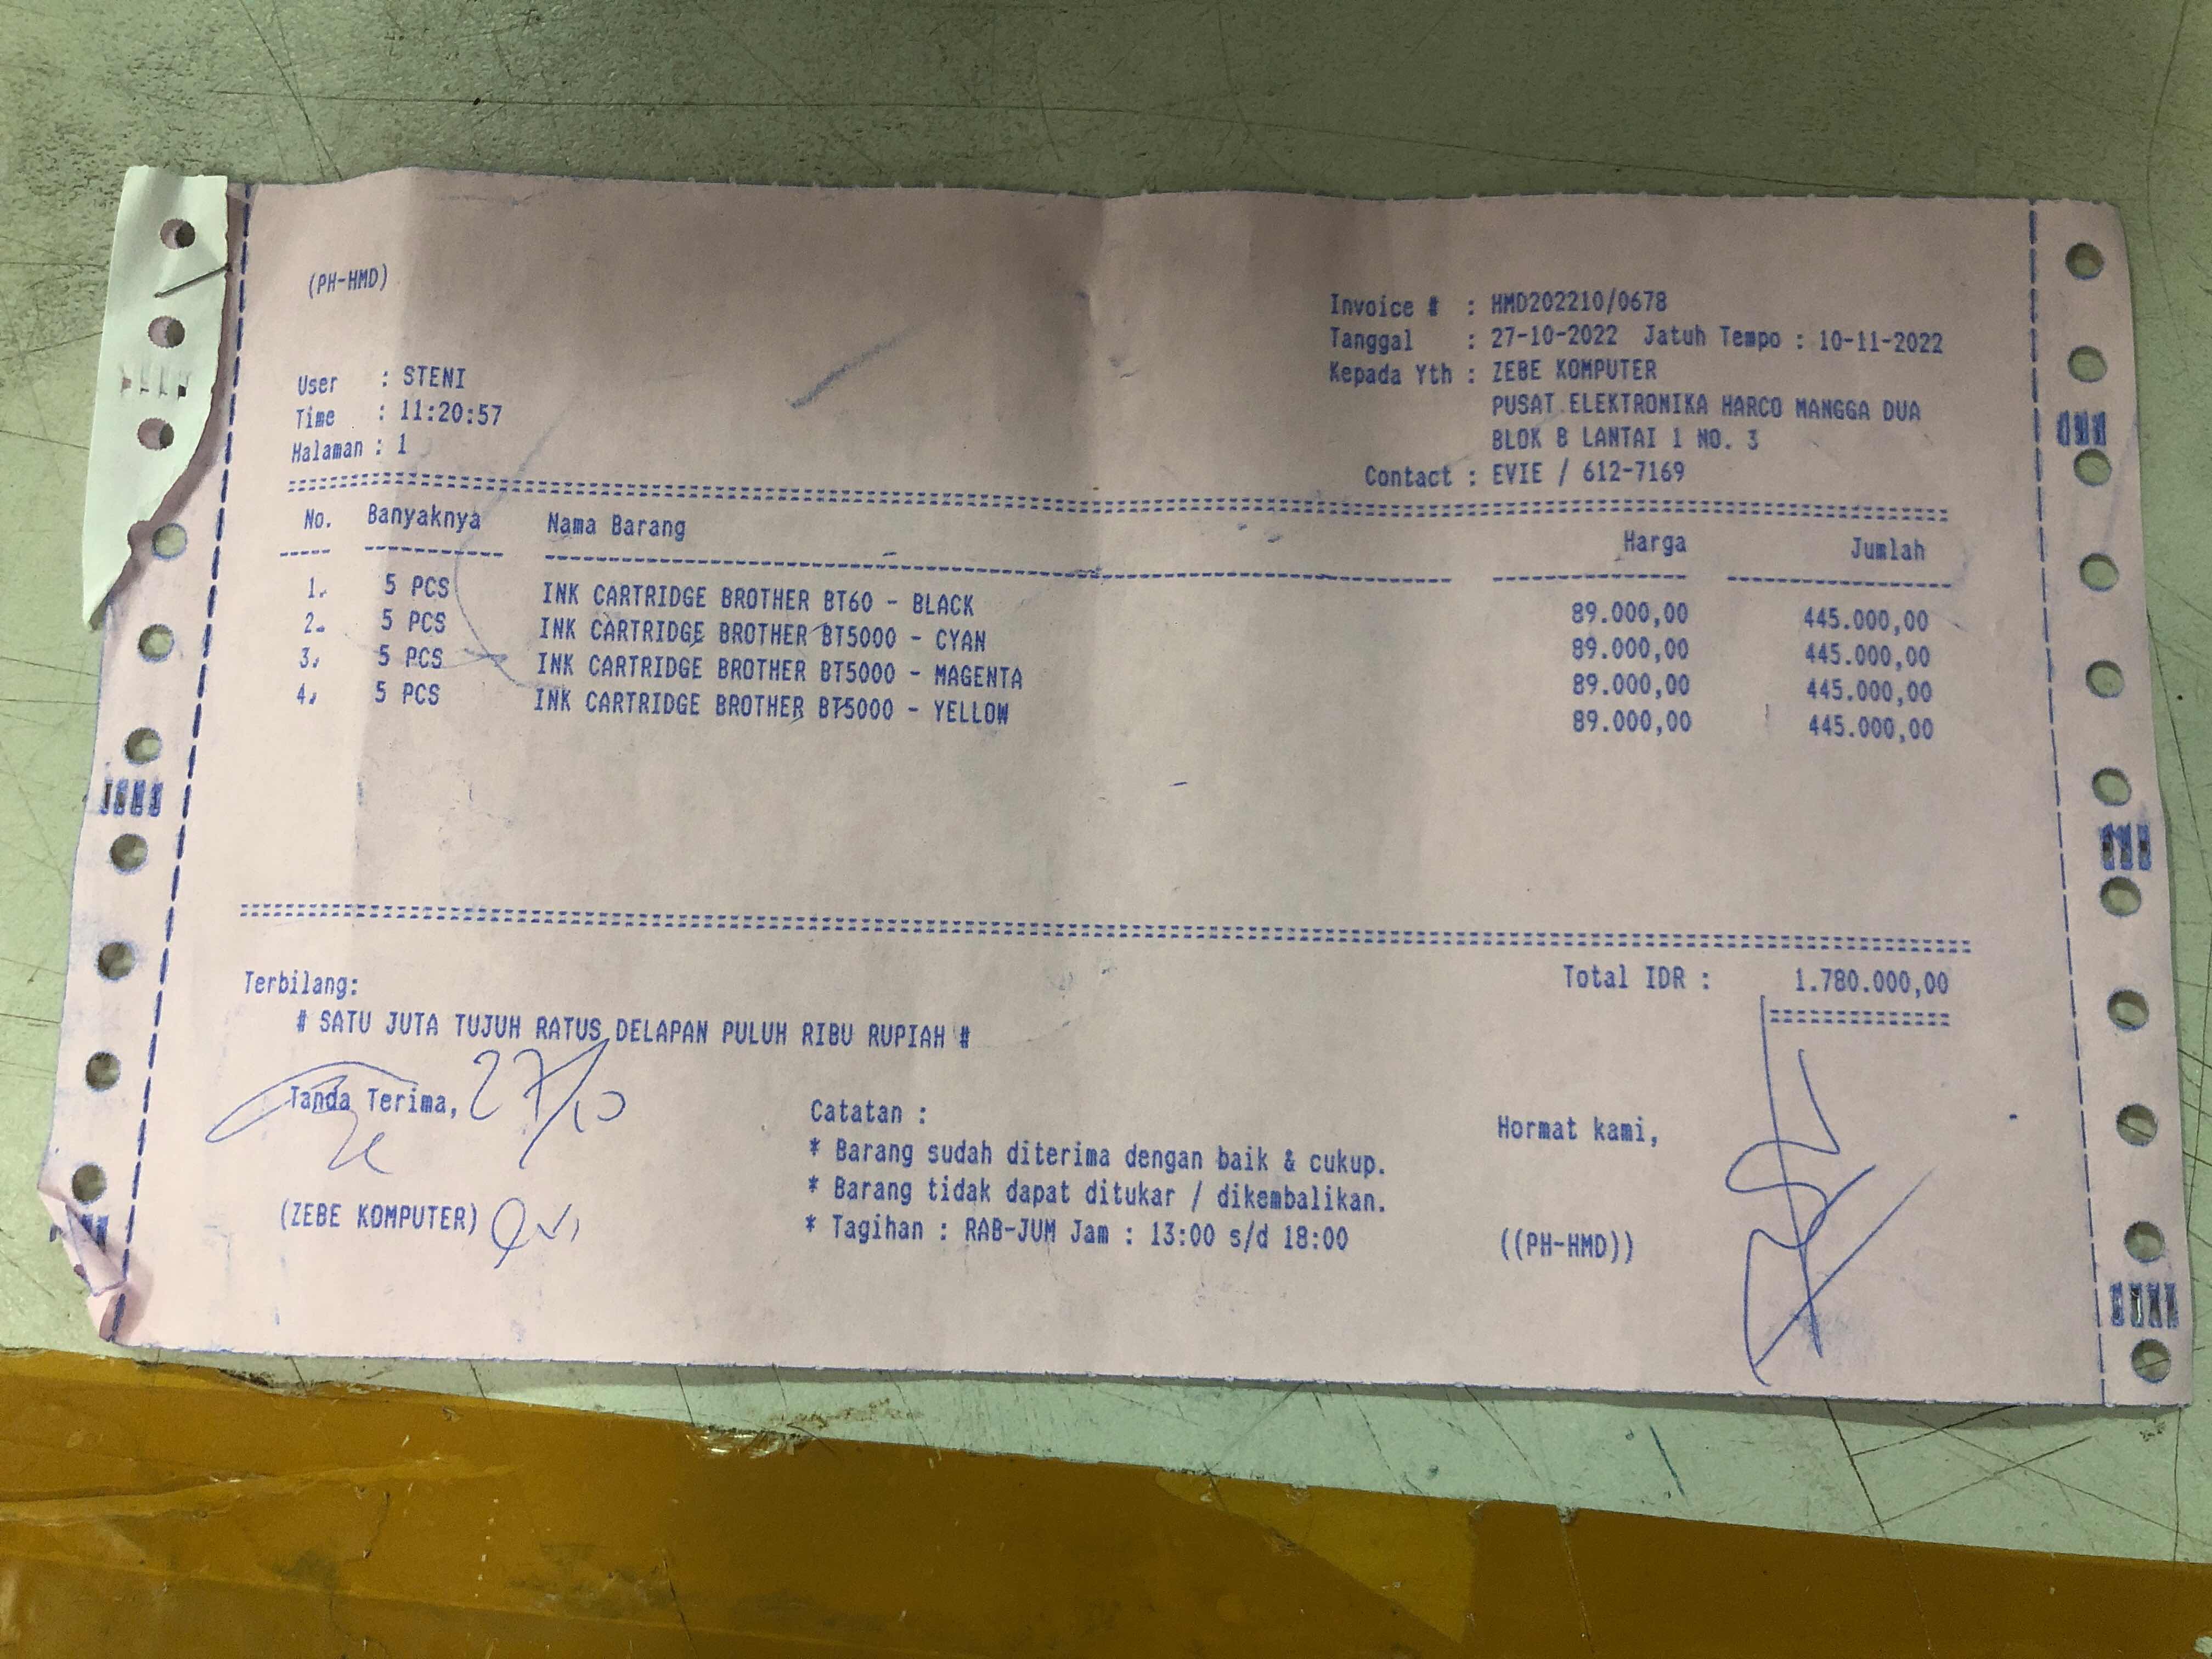 (PH-HMD)
Invoice # : HMD202210/0678
Tanggal : 27-10-2022 Jatuh Tempo : 10-11-2022
Kepada Yth : ZEBE KOMPUTER
PUSAT ELEKTRONIKA HARCO MANGGA DUA
BLOK B LANTAI 1 NO. 3
Contact : EVIE / 612-7169
User : STENI
Time : 11:20:57
Halaman : 1
No. Banyaknya Nama Barang Harga Jumlah
1. 5 PCS INK CARTRIDGE BROTHER BT60 - BLACK 89.000,00 445.000,00
2. 5 PCS INK CARTRIDGE BROTHER BT5000 - CYAN 89.000,00 445.000,00
3. 5 PCS INK CARTRIDGE BROTHER BT5000 - MAGENTA 89.000,00 445.000,00
4. 5 PCS INK CARTRIDGE BROTHER BT5000 - YELLOW 89.000,00 445.000,00
Total IDR : 1.780.000,00
Terbilang:
# SATU JUTA TUJUH RATUS DELAPAN PULUH RIBU RUPIAH #
Tanda Terima, 27/10
(ZEBE KOMPUTER)
Catatan :
* Barang sudah diterima dengan baik & cukup.
* Barang tidak dapat ditukar / dikembalikan.
* Tagihan : RAB-JUM Jam : 13:00 s/d 18:00
Hormat kami,
((PH-HMD))